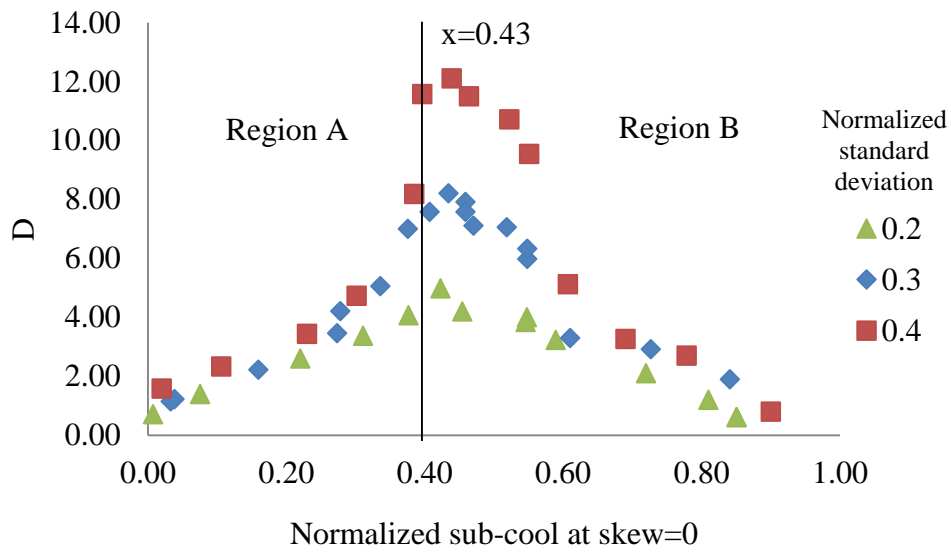 14.00
12.00
10.00
8.00
6.00
4.00
2.00
0.00
D
x=0.43
Region A
Region B
Normalized
standard
deviation
0.2
0.3
0.4
0.00 0.20 0.40 0.60 0.80 1.00
Normalized sub-cool at skew=0